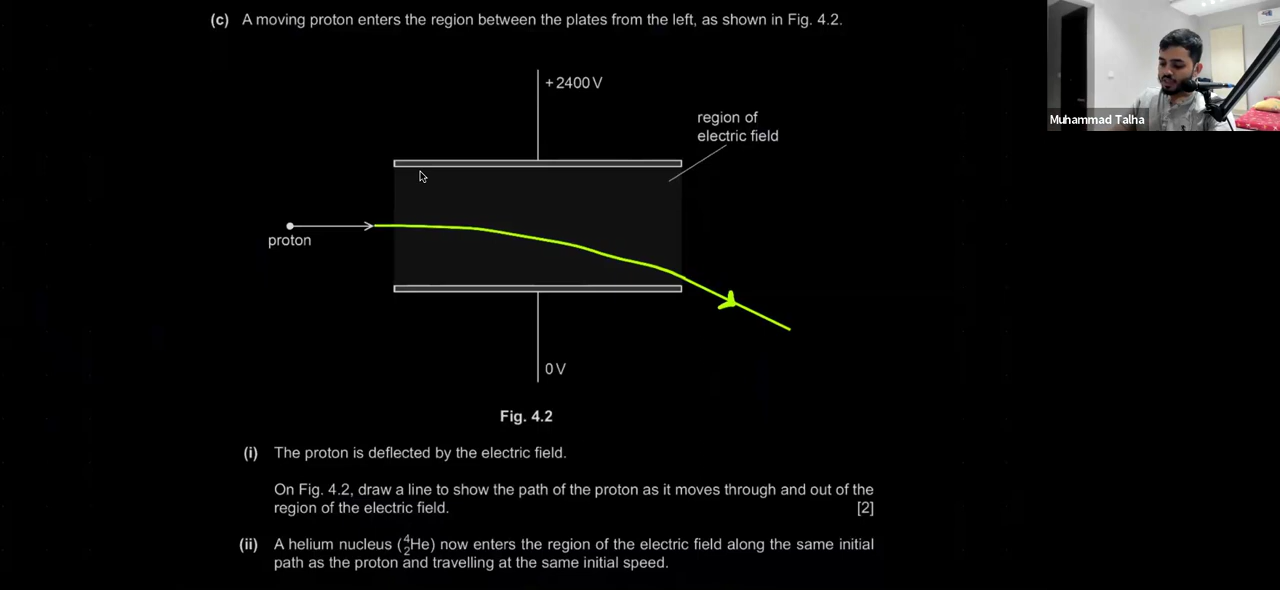 (c) A moving proton enters the region between the plates from the left, as shown in Fig. 4.2.
+ 2400 V
region of
electric field
Muhammad Talha
proton
0 V
Fig. 4.2
(i) The proton is deflected by the electric field.
On Fig. 4.2, draw a line to show the path of the proton as it moves through and out of the
region of the electric field. [2]
(ii) A helium nucleus (⁴₂He) now enters the region of the electric field along the same initial
path as the proton and travelling at the same initial speed.